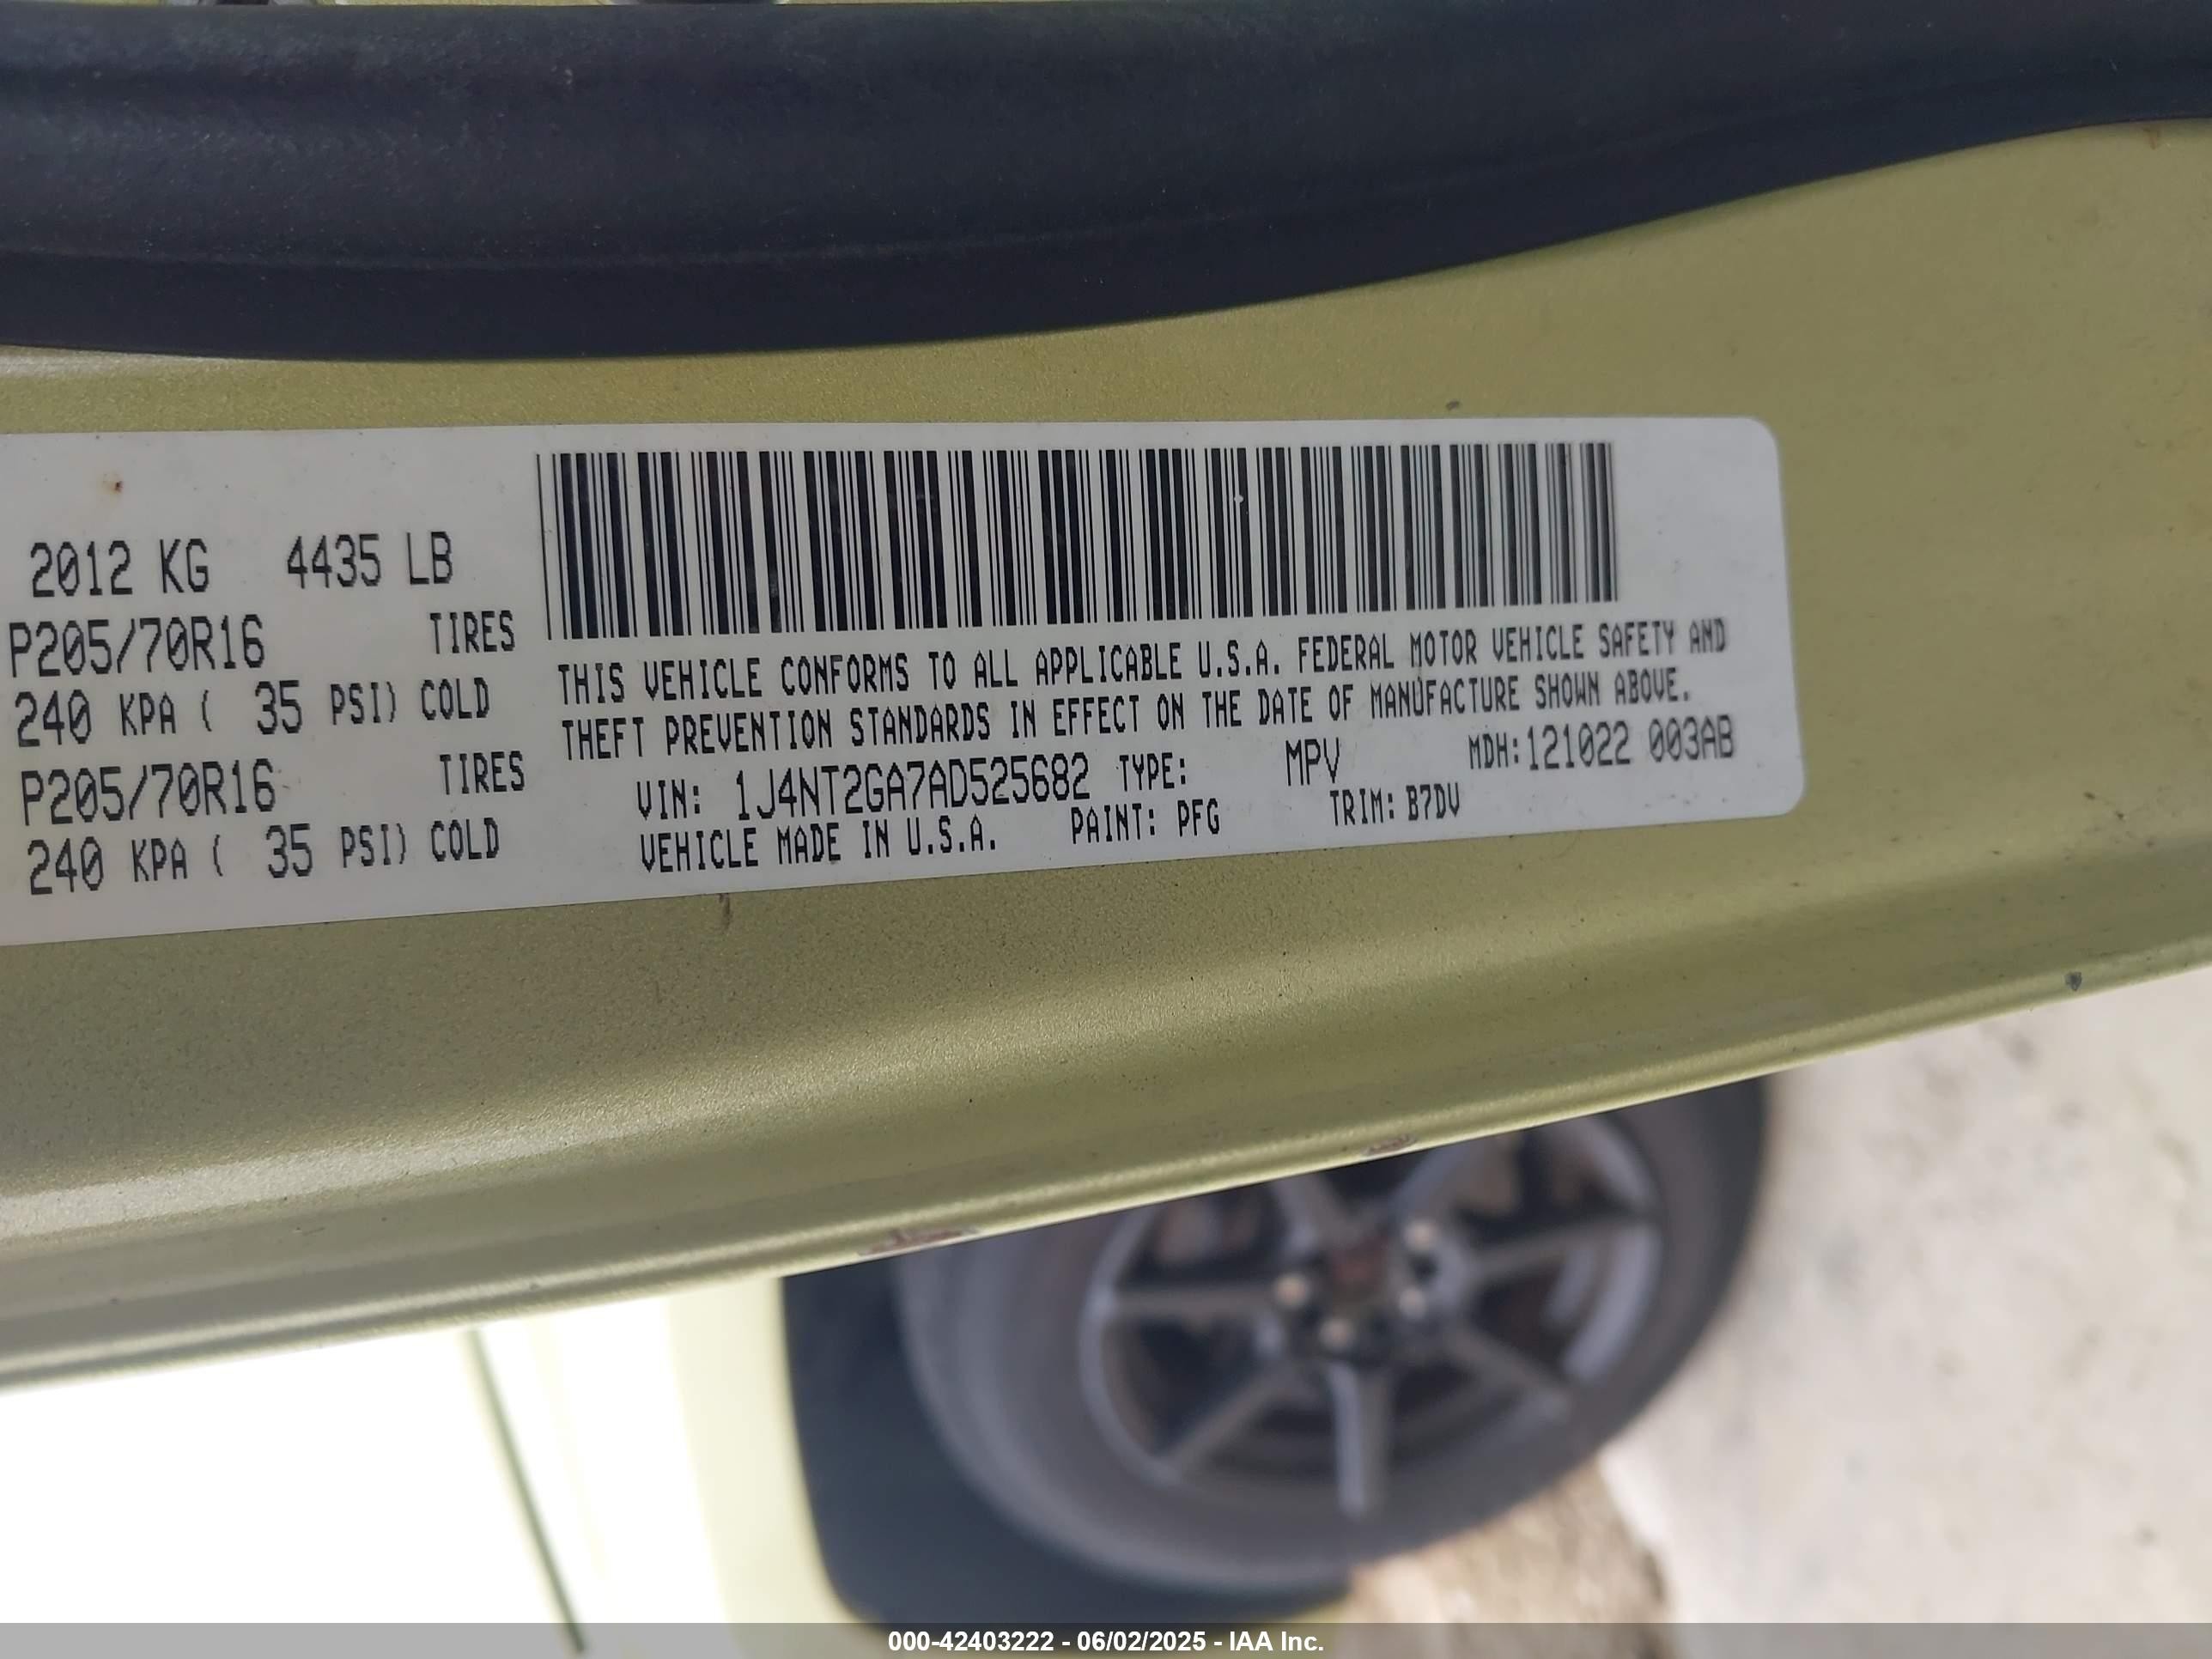 2012 KG 4435 LB
P205/70R16 TIRES
240 KPA ( 35 PSI) COLD
P205/70R16 TIRES
240 KPA ( 35 PSI) COLD
THIS VEHICLE CONFORMS TO ALL APPLICABLE U.S.A. FEDERAL MOTOR VEHICLE SAFETY AND
THEFT PREVENTION STANDARDS IN EFFECT ON THE DATE OF MANUFACTURE SHOWN ABOVE.
VIN: 1J4NT2GA7AD525682 TYPE: MPV MDH:121022 003AB
VEHICLE MADE IN U.S.A. PAINT: PFG TRIM: B7DV
000-42403222 - 06/02/2025 - IAA Inc.